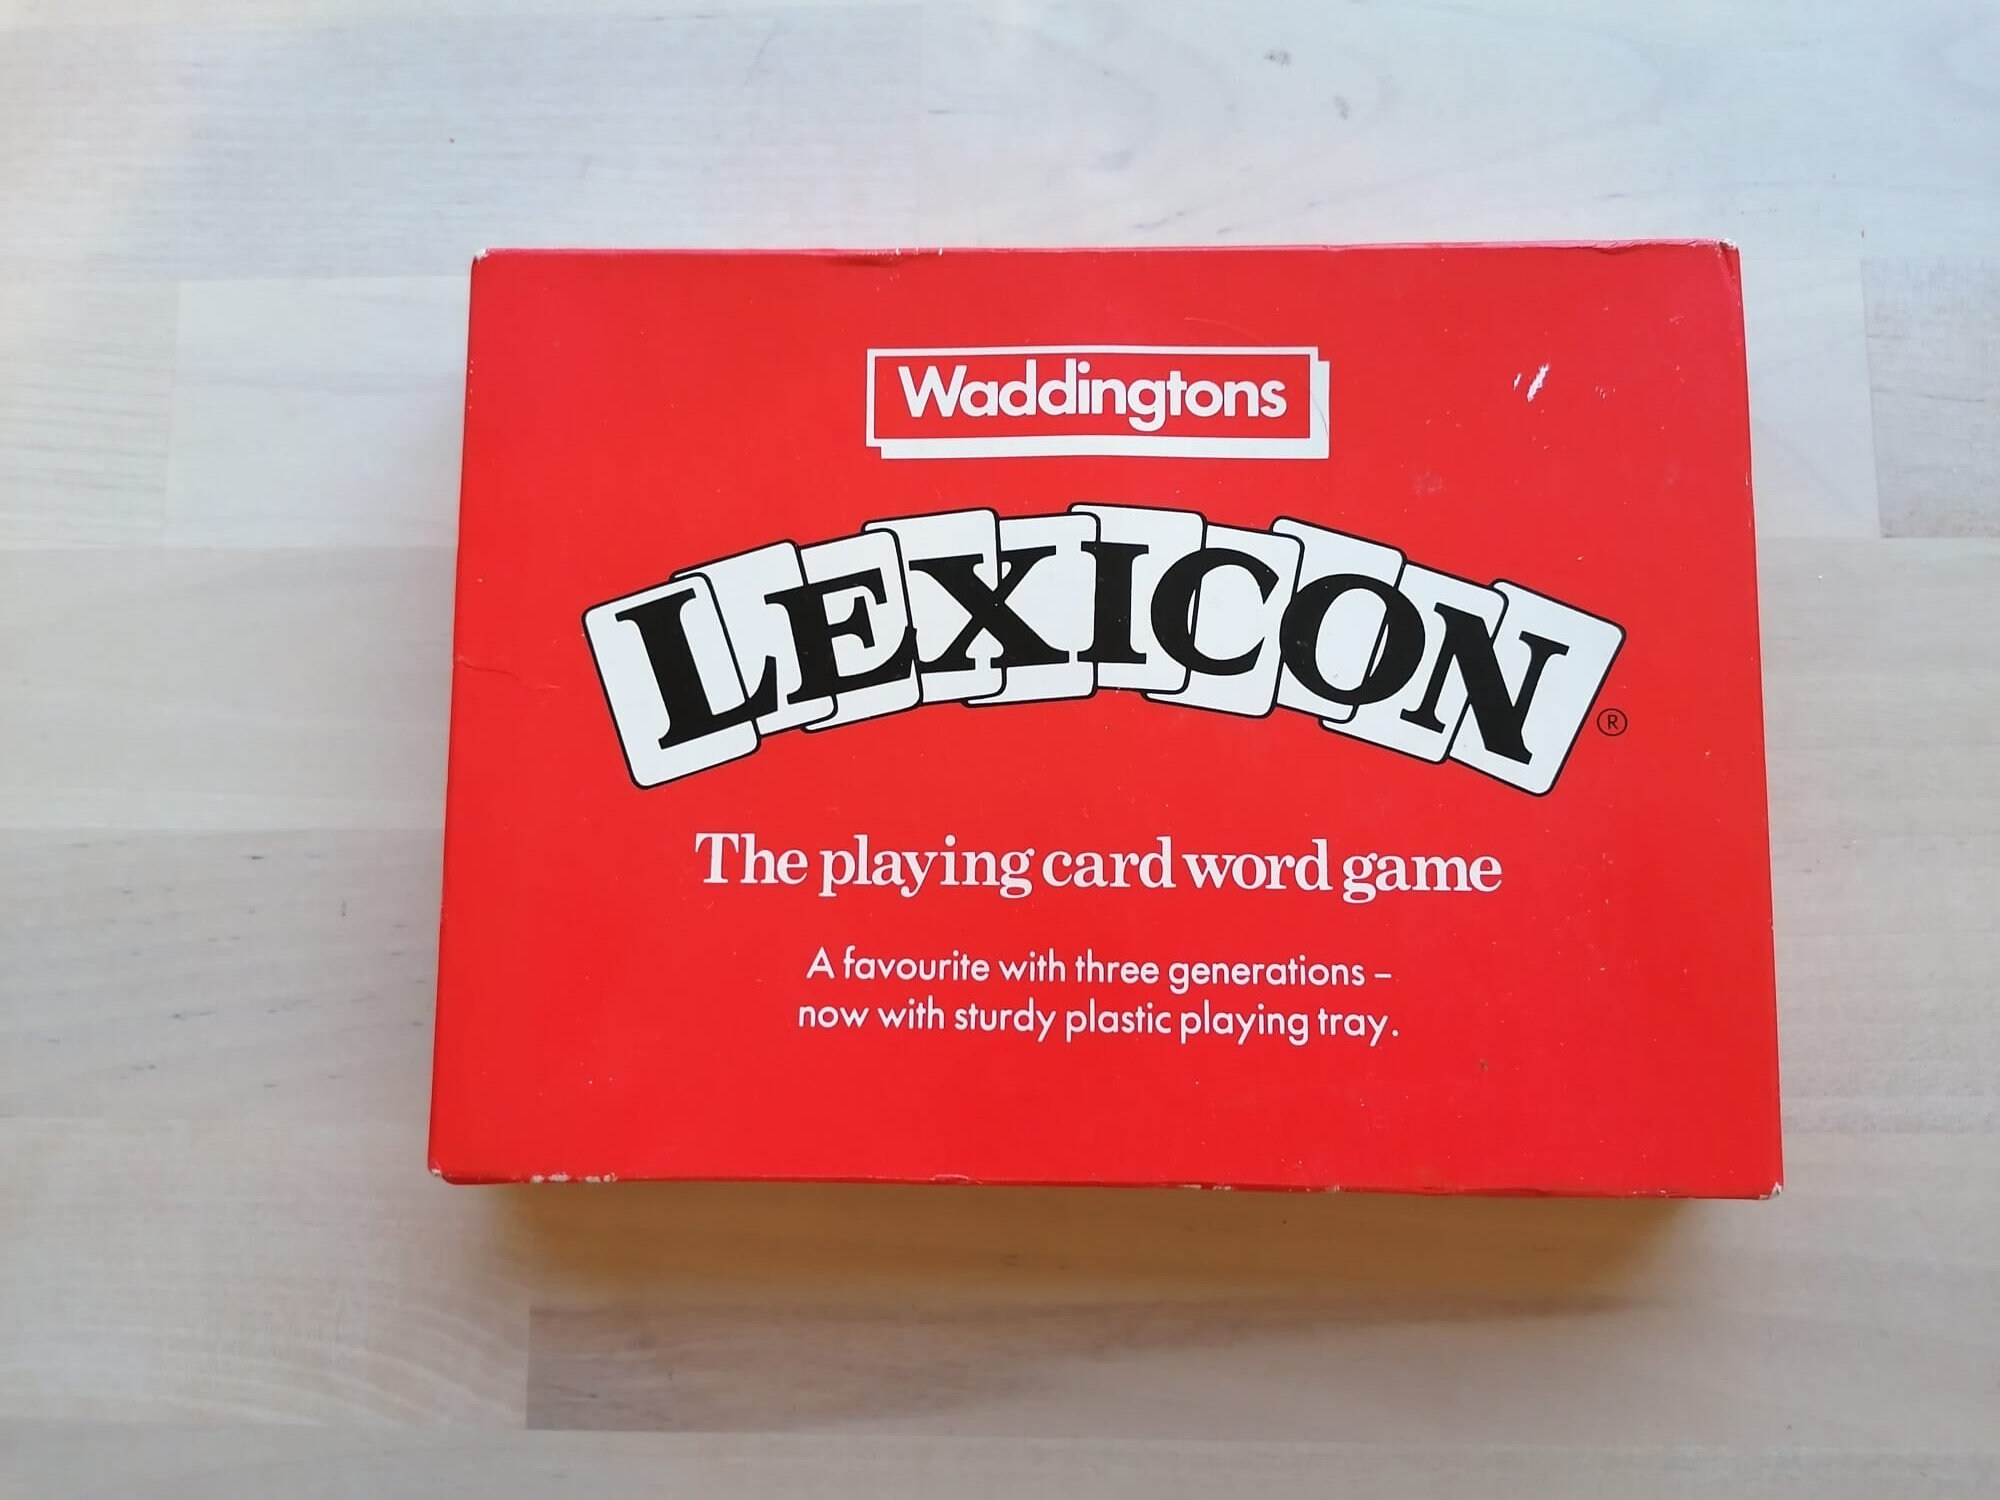 Waddingtons
LEXICON®
The playing card word game
A favourite with three generations –
now with sturdy plastic playing tray.